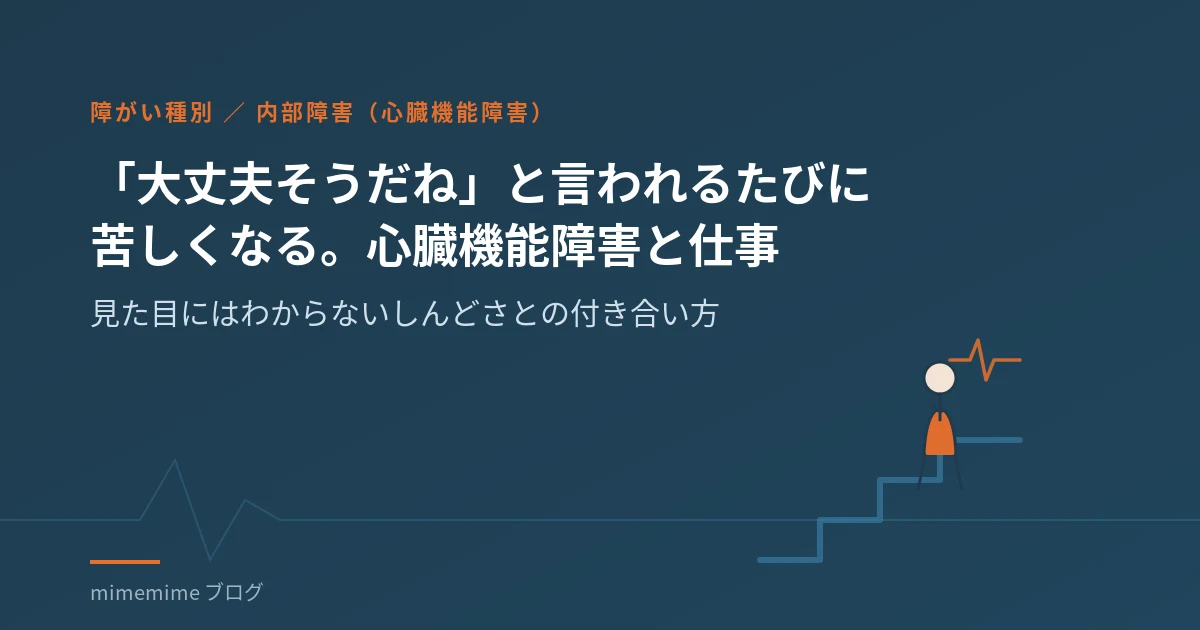 障がい種別 ／ 内部障害（心臓機能障害）
「大丈夫そうだね」と言われるたびに
苦しくなる。心臓機能障害と仕事
見た目にはわからないしんどさとの付き合い方
mimemime ブログ